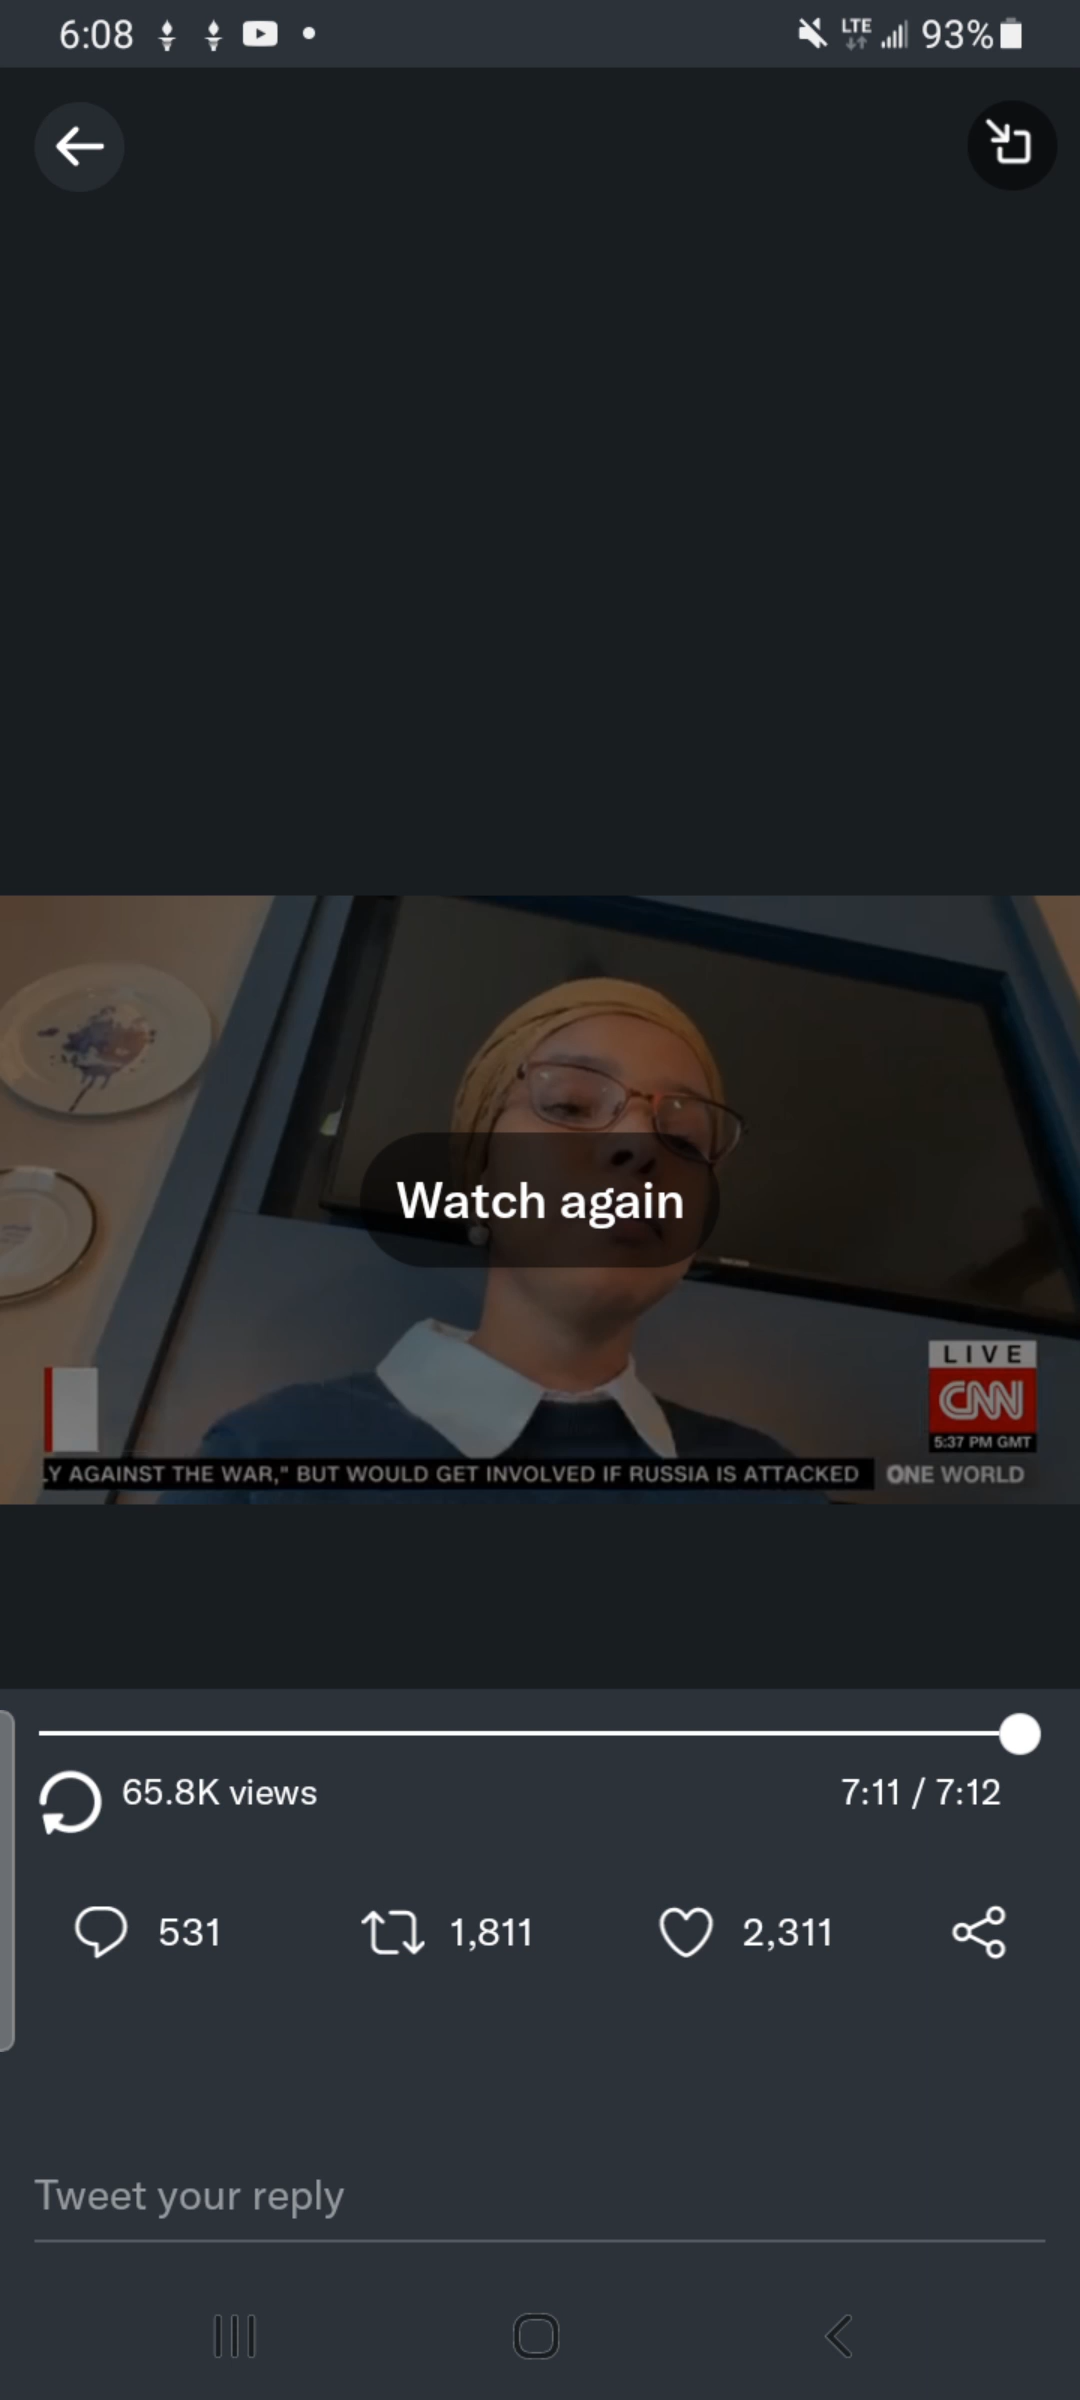 6:08
LTE
93%
Watch again
LIVE
CNN
5:37 PM GMT
LY AGAINST THE WAR," BUT WOULD GET INVOLVED IF RUSSIA IS ATTACKED
ONE WORLD
65.8K views
7:11 / 7:12
531
1,811
2,311
Tweet your reply